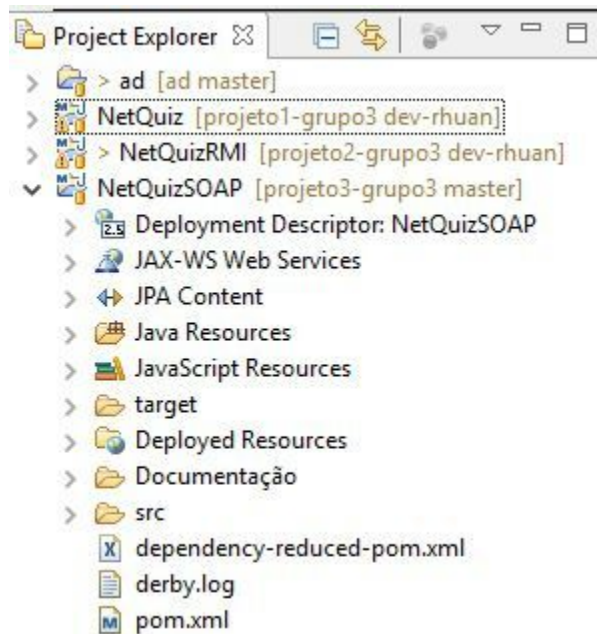 Project Explorer
> ad [ad master]
NetQuiz [projeto1-grupo3 dev-rhuan]
> NetQuizRMI [projeto2-grupo3 dev-rhuan]
NetQuizSOAP [projeto3-grupo3 master]
Deployment Descriptor: NetQuizSOAP
JAX-WS Web Services
JPA Content
Java Resources
JavaScript Resources
target
Deployed Resources
Documentação
src
dependency-reduced-pom.xml
derby.log
pom.xml